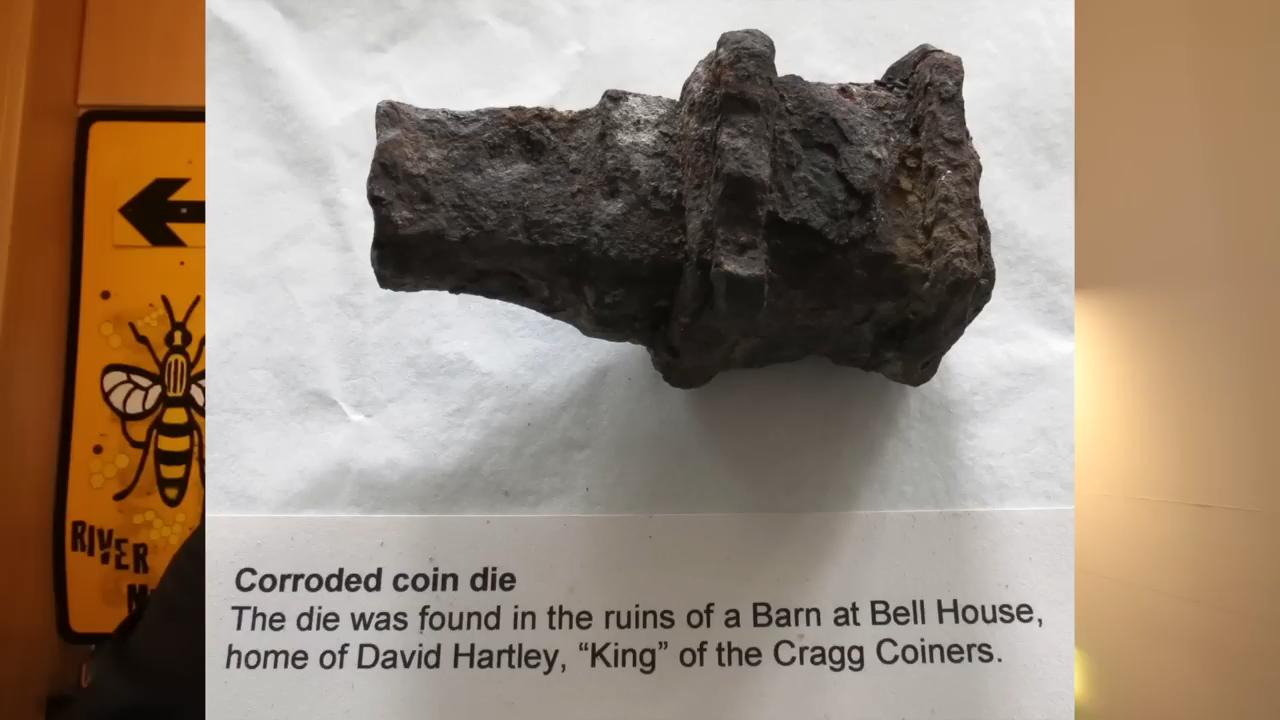 RIVER
Corroded coin die
The die was found in the ruins of a Barn at Bell House,
home of David Hartley, “King” of the Cragg Coiners.